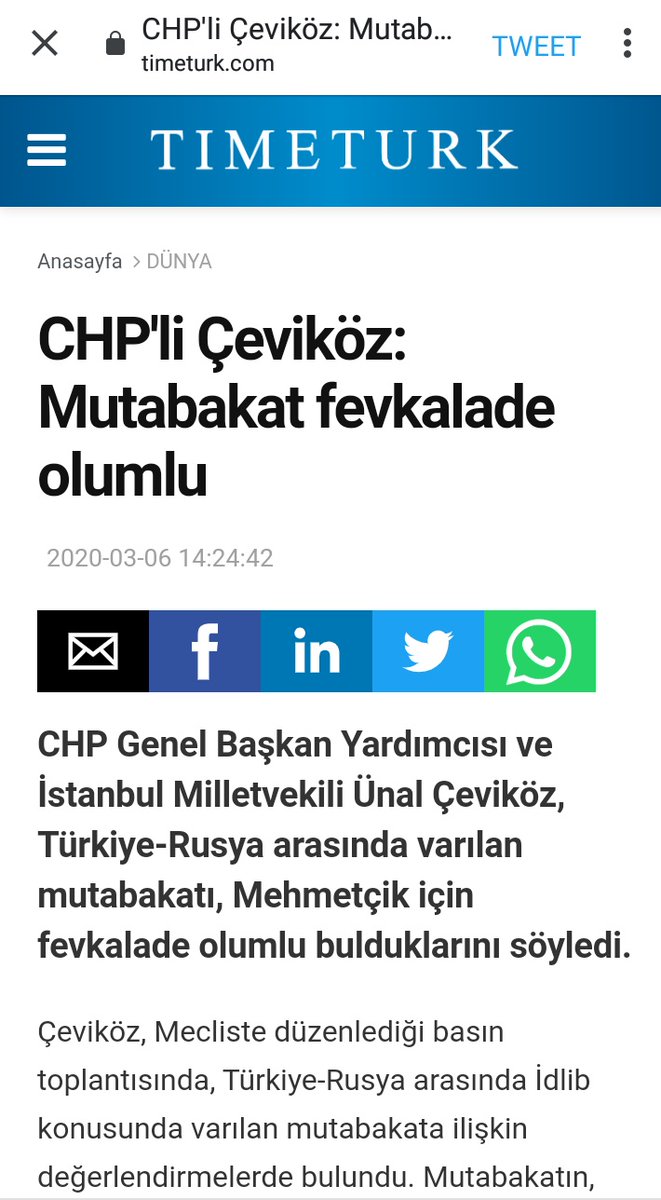 CHP'li Çeviköz: Mutab...
timeturk.com
TWEET
TIMETURK
Anasayfa > DÜNYA
CHP'li Çeviköz:
Mutabakat fevkalade
olumlu
2020-03-06 14:24:42
CHP Genel Başkan Yardımcısı ve
İstanbul Milletvekili Ünal Çeviköz,
Türkiye-Rusya arasında varılan
mutabakatı, Mehmetçik için
fevkalade olumlu bulduklarını söyledi.
Çeviköz, Mecliste düzenlediği basın
toplantısında, Türkiye-Rusya arasında İdlib
konusunda varılan mutabakata ilişkin
değerlendirmelerde bulundu. Mutabakatın,